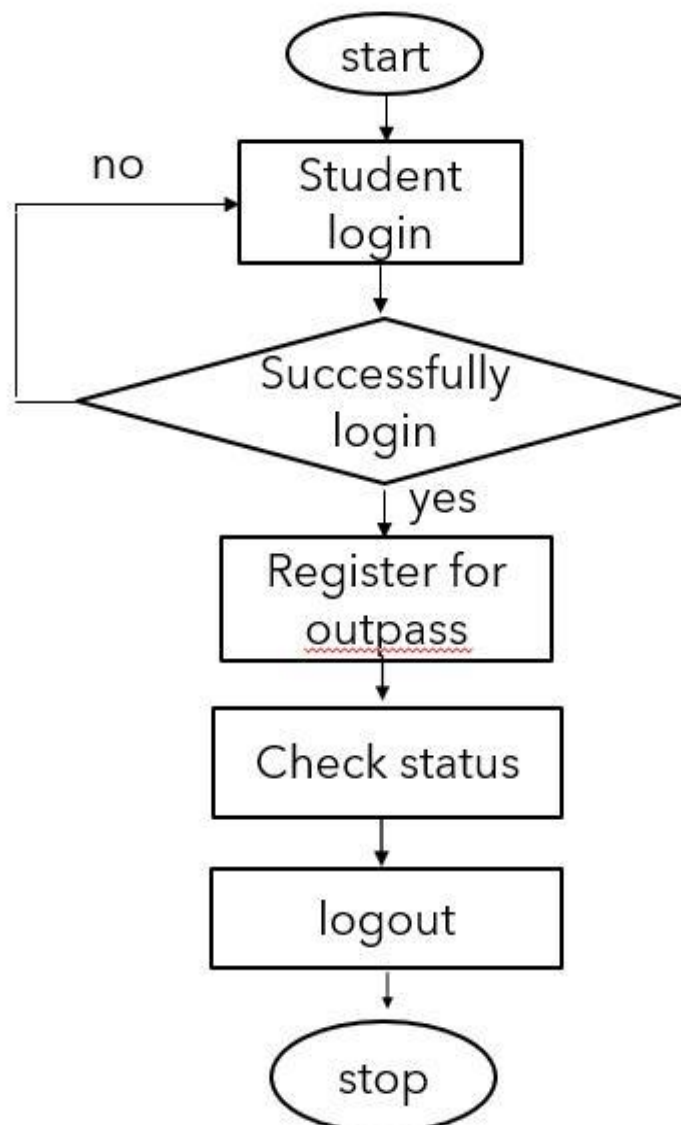 start
no
Student
login
Successfully
login
yes
Register for
outpass
Check status
logout
stop